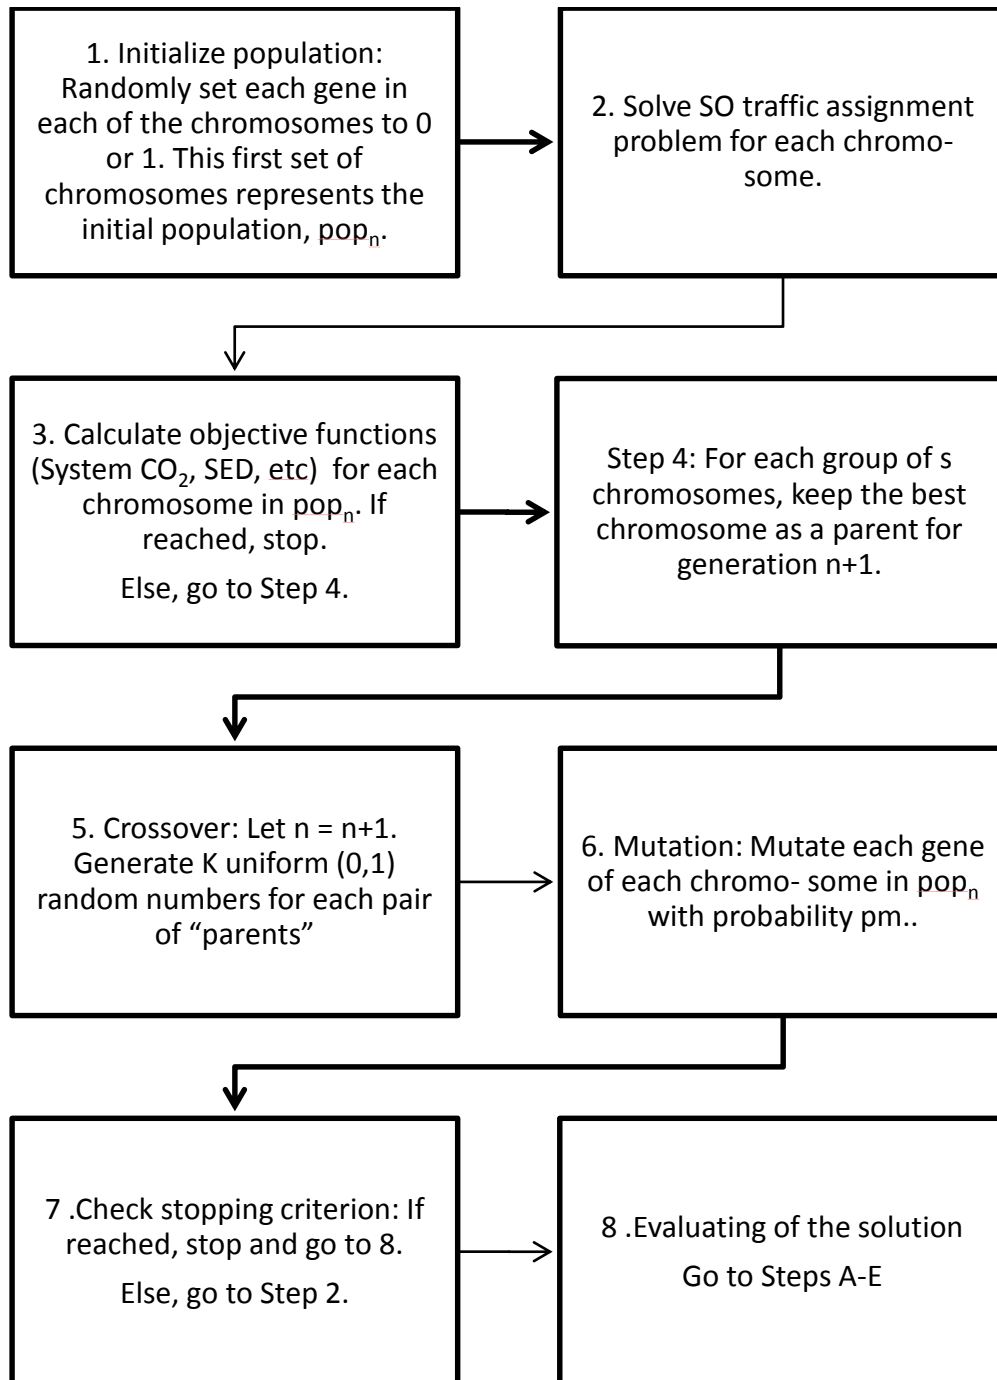 1. Initialize population:
Randomly set each gene in
each of the chromosomes to 0
or 1. This first set of
chromosomes represents the
initial population, popₙ.
2. Solve SO traffic assignment
problem for each chromo-
some.
3. Calculate objective functions
(System CO₂, SED, etc) for each
chromosome in popₙ. If
reached, stop.
Else, go to Step 4.
Step 4: For each group of s
chromosomes, keep the best
chromosome as a parent for
generation n+1.
5. Crossover: Let n = n+1.
Generate K uniform (0,1)
random numbers for each pair
of “parents”
6. Mutation: Mutate each gene
of each chromo- some in popₙ
with probability pm..
7 .Check stopping criterion: If
reached, stop and go to 8.
Else, go to Step 2.
8 .Evaluating of the solution
Go to Steps A-E